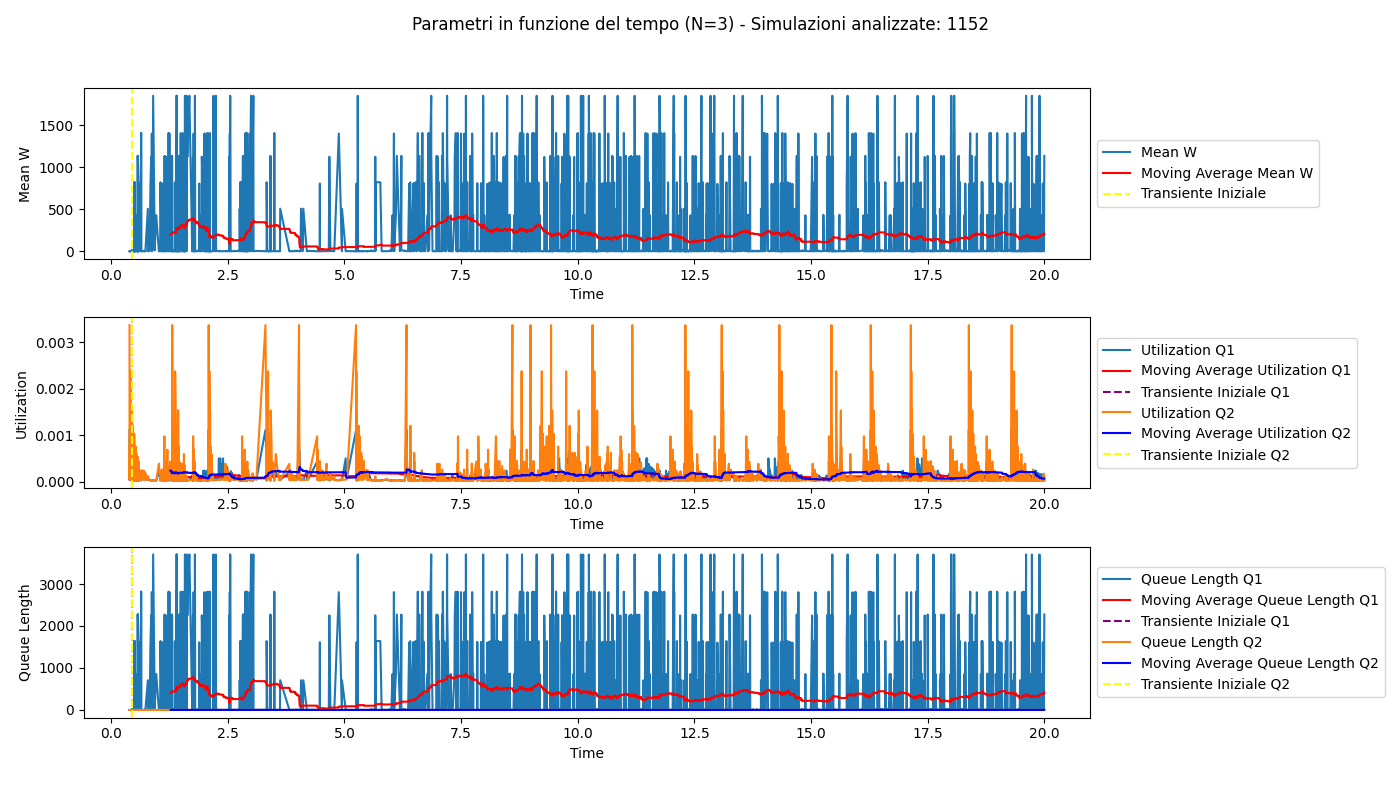 Parametri in funzione del tempo (N=3) - Simulazioni analizzate: 1152
Mean W
1500
1000
500
0
0.0 2.5 5.0 7.5 10.0 12.5 15.0 17.5 20.0
Time
Mean W
Moving Average Mean W
Transiente Iniziale
Utilization
0.003
0.002
0.001
0.000
0.0 2.5 5.0 7.5 10.0 12.5 15.0 17.5 20.0
Time
Utilization Q1
Moving Average Utilization Q1
Transiente Iniziale Q1
Utilization Q2
Moving Average Utilization Q2
Transiente Iniziale Q2
Queue Length
3000
2000
1000
0
0.0 2.5 5.0 7.5 10.0 12.5 15.0 17.5 20.0
Time
Queue Length Q1
Moving Average Queue Length Q1
Transiente Iniziale Q1
Queue Length Q2
Moving Average Queue Length Q2
Transiente Iniziale Q2